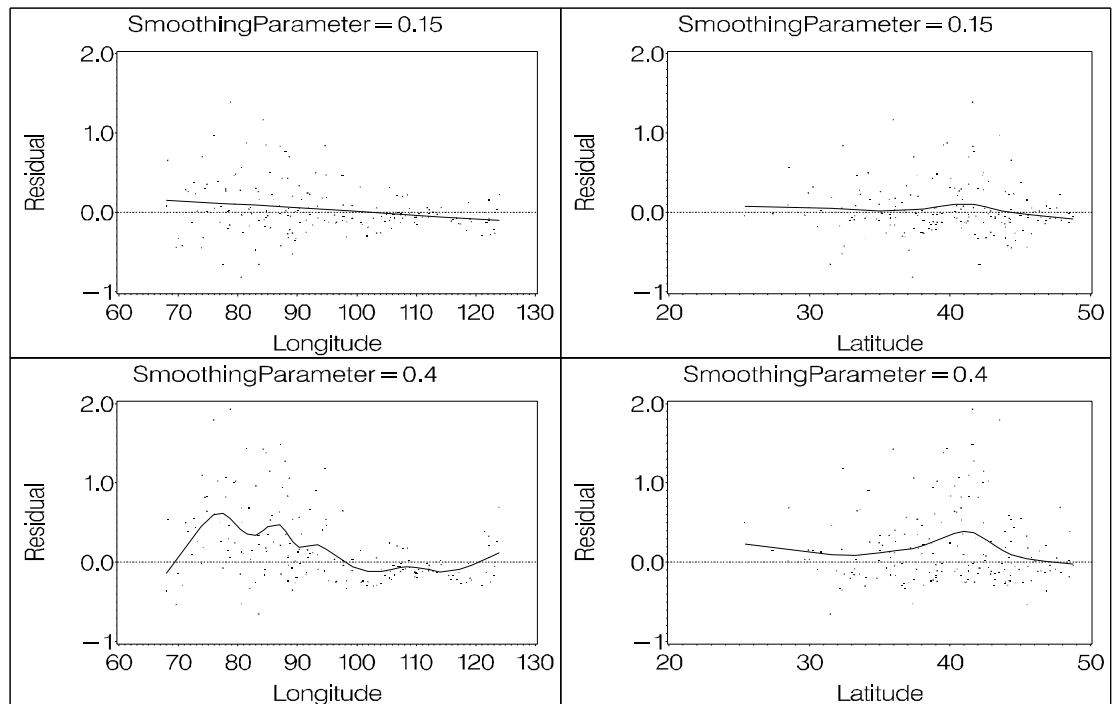 SmoothingParameter = 0.15
2.0
1.0
0.0
−1
Residual
60 70 80 90 100 110 120 130
Longitude
SmoothingParameter = 0.15
2.0
1.0
0.0
−1
Residual
20 30 40 50
Latitude
SmoothingParameter = 0.4
2.0
1.0
0.0
−1
Residual
60 70 80 90 100 110 120 130
Longitude
SmoothingParameter = 0.4
2.0
1.0
0.0
−1
Residual
20 30 40 50
Latitude